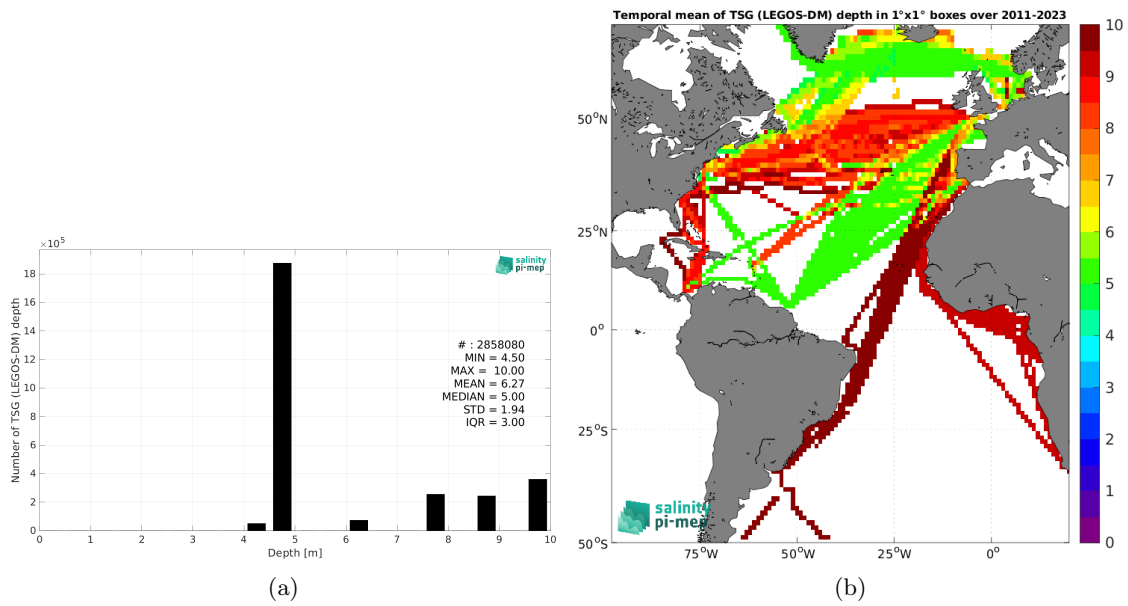 ×10⁵
18
16
14
12
10
8
6
4
2
0
Number of TSG (LEGOS-DM) depth
salinity
pi-mep
# : 2858080
MIN = 4.50
MAX = 10.00
MEAN = 6.27
MEDIAN = 5.00
STD = 1.94
IQR = 3.00
0 1 2 3 4 5 6 7 8 9 10
Depth [m]
(a)
Temporal mean of TSG (LEGOS-DM) depth in 1°x1° boxes over 2011-2023
50°N
25°N
0°
25°S
50°S
75°W 50°W 25°W 0°
salinity
pi-mep
10
9
8
7
6
5
4
3
2
1
0
(b)